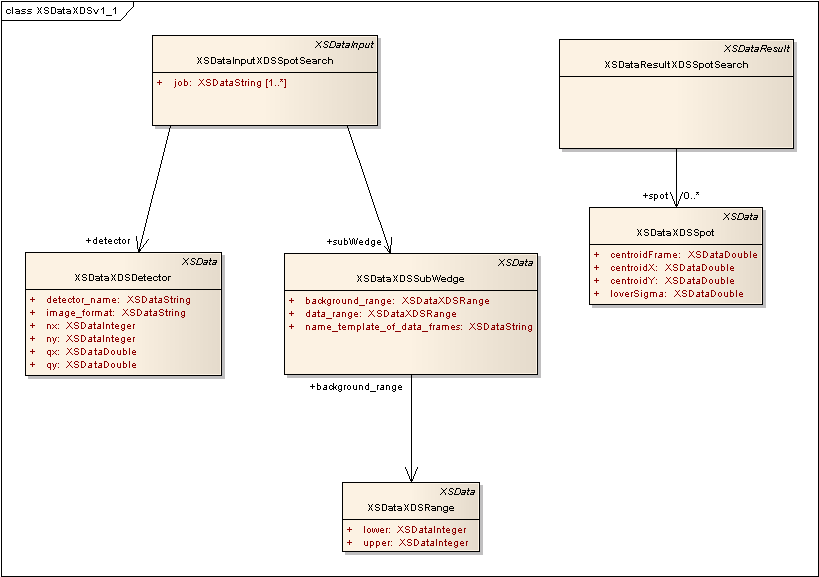 class XSDataXDSv1_1
XSDataInput
XSDataInputXDSSpotSearch
+ job: XSDataString [1..*]
XSDataResult
XSDataResultXDSSpotSearch
+spot 0..*
XSData
XSDataXDSSpot
+ centroidFrame: XSDataDouble
+ centroidX: XSDataDouble
+ centroidY: XSDataDouble
+ IoverSigma: XSDataDouble
+detector
XSData
XSDataXDSDetector
+ detector_name: XSDataString
+ image_format: XSDataString
+ nx: XSDataInteger
+ ny: XSDataInteger
+ qx: XSDataDouble
+ qy: XSDataDouble
+subWedge
XSData
XSDataXDSSubWedge
+ background_range: XSDataXDSRange
+ data_range: XSDataXDSRange
+ name_template_of_data_frames: XSDataString
+background_range
XSData
XSDataXDSRange
+ lower: XSDataInteger
+ upper: XSDataInteger